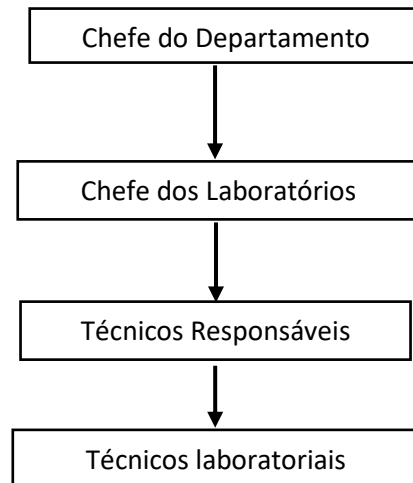 Chefe do Departamento
Chefe dos Laboratórios
Técnicos Responsáveis
Técnicos laboratoriais